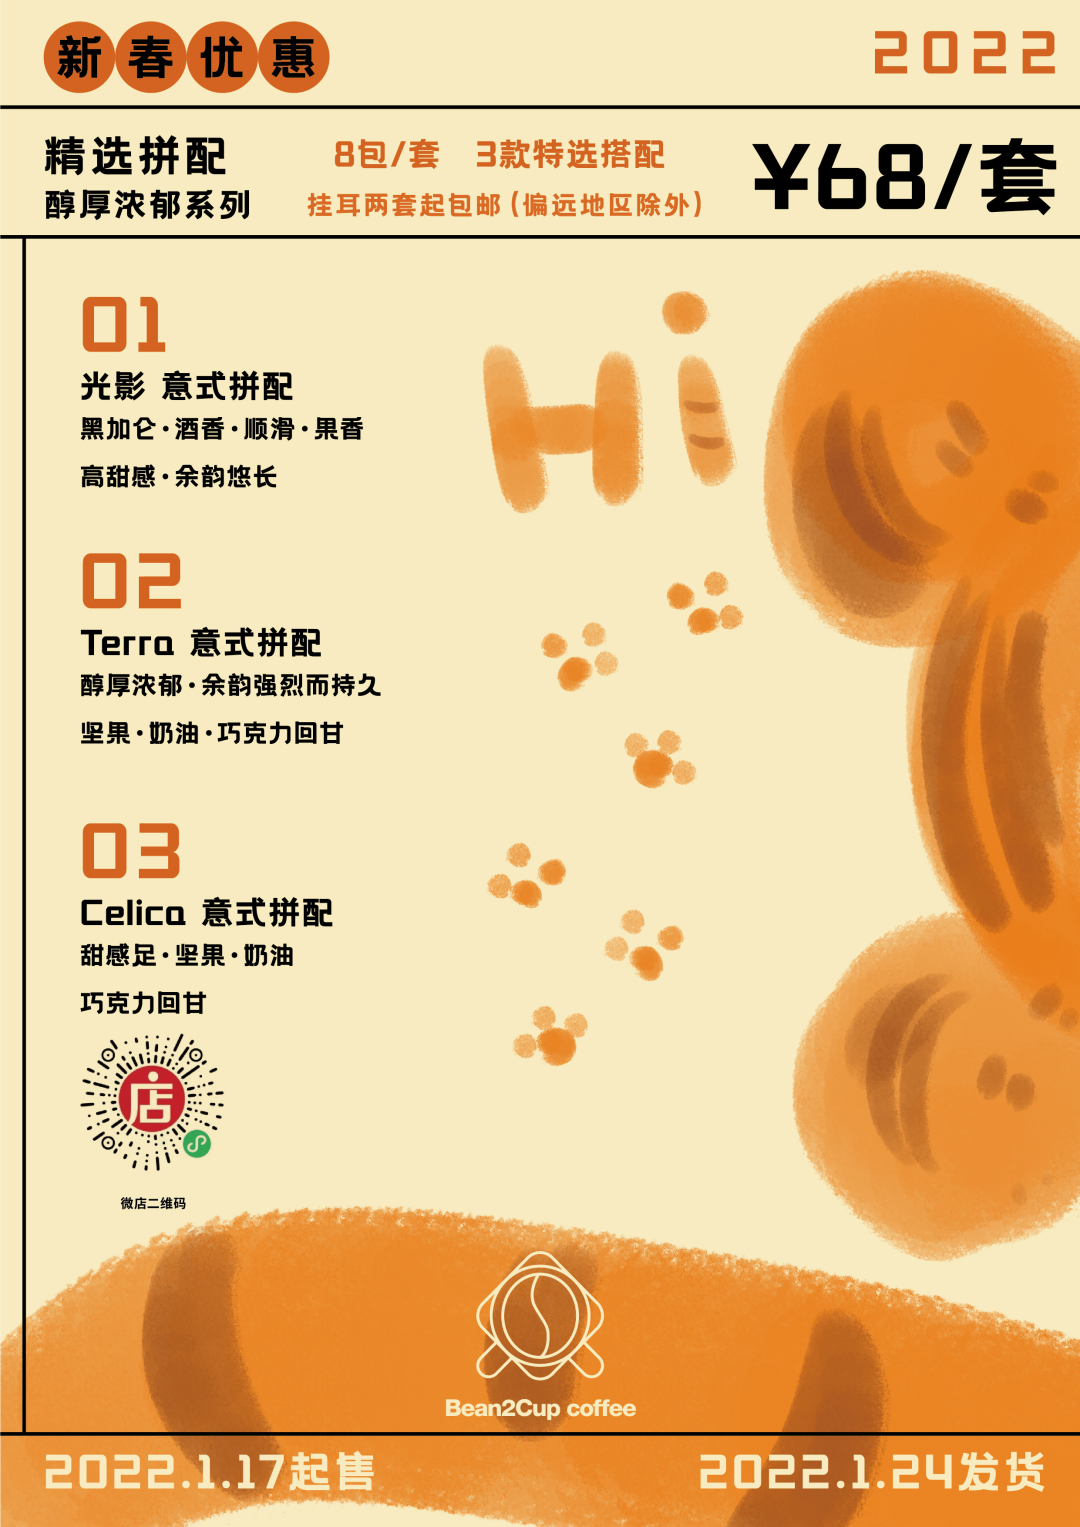 新春优惠
2022
精选拼配
醇厚浓郁系列
8包/套 3款特选搭配
挂耳两套起包邮(偏远地区除外)
¥68/套
Hi
01
光影 意式拼配
黑加仑·酒香·顺滑·果香
高甜感·余韵悠长
02
Terra 意式拼配
醇厚浓郁·余韵强烈而持久
坚果·奶油·巧克力回甘
03
Celica 意式拼配
甜感足·坚果·奶油
巧克力回甘
店
微店二维码
Bean2Cup coffee
2022.1.17起售
2022.1.24发货